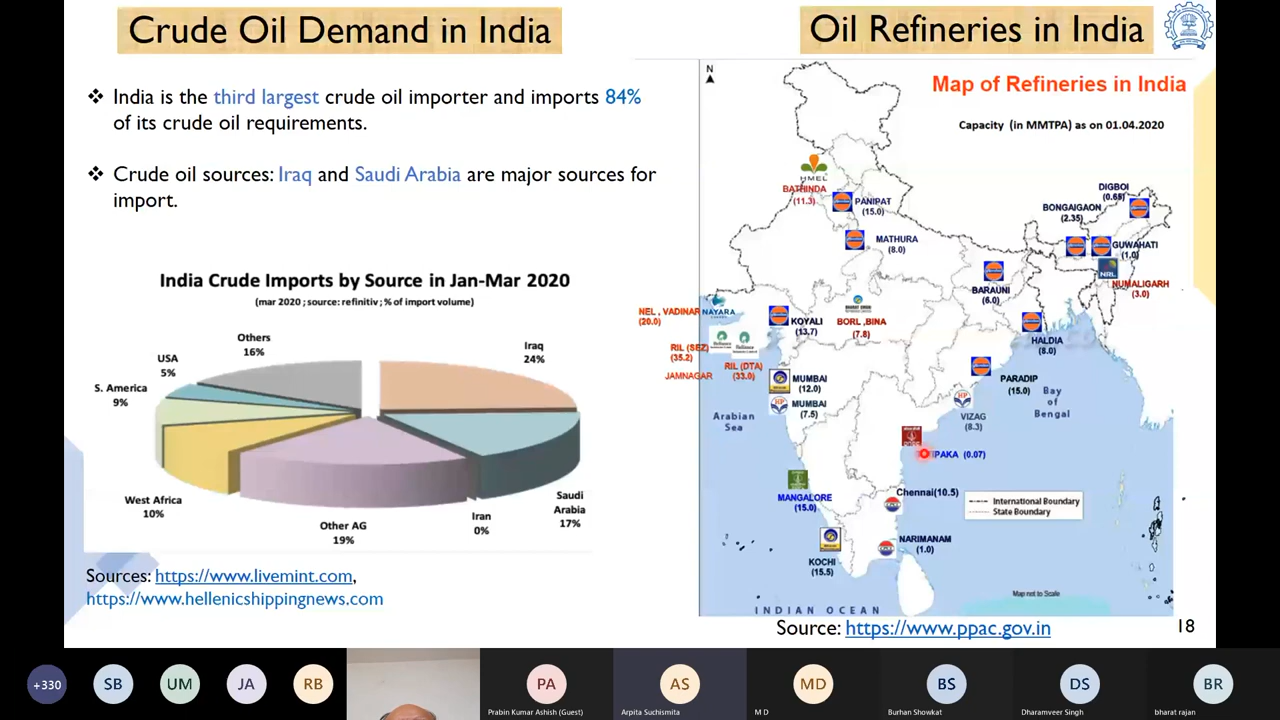 Crude Oil Demand in India
❖ India is the third largest crude oil importer and imports 84%
of its crude oil requirements.
❖ Crude oil sources: Iraq and Saudi Arabia are major sources for
import.
India Crude Imports by Source in Jan-Mar 2020
(mar 2020 ; source: refinitiv ; % of import volume)
Others
16%
Iraq
24%
USA
5%
S. America
9%
West Africa
10%
Other AG
19%
Iran
0%
Saudi
Arabia
17%
Sources: https://www.livemint.com,
https://www.hellenicshippingnews.com
Oil Refineries in India
N
Map of Refineries in India
Capacity (in MMTPA) as on 01.04.2020
HMEL
BATHINDA
(11.3)
PANIPAT
(15.0)
MATHURA
(8.0)
DIGBOI
(0.65)
BONGAIGAON
(2.35)
GUWAHATI
(1.0)
NRL
NUMALIGARH
(3.0)
BARAUNI
(6.0)
NEL , VADINAR
(20.0)
NAYARA
KOYALI
(13.7)
BORL ,BINA
(7.8)
HALDIA
(8.0)
RIL (SEZ)
(35.2)
RIL (DTA)
(33.0)
JAMNAGAR
MUMBAI
(12.0)
MUMBAI
(7.5)
PARADIP
(15.0)
Bay
of
Bengal
Arabian
Sea
HP
HP
VIZAG
(8.3)
IPAKA (0.07)
MANGALORE
(15.0)
Chennai(10.5)
International Boundary
State Boundary
NARIMANAM
(1.0)
KOCHI
(15.5)
Map not to Scale
INDIAN OCEAN
Source: https://www.ppac.gov.in
18
+330
SB
UM
JA
RB
PA
Prabin Kumar Ashish (Guest)
AS
Arpita Suchismita
MD
M D
BS
Burhan Showkat
DS
Dharamveer Singh
BR
bharat rajan